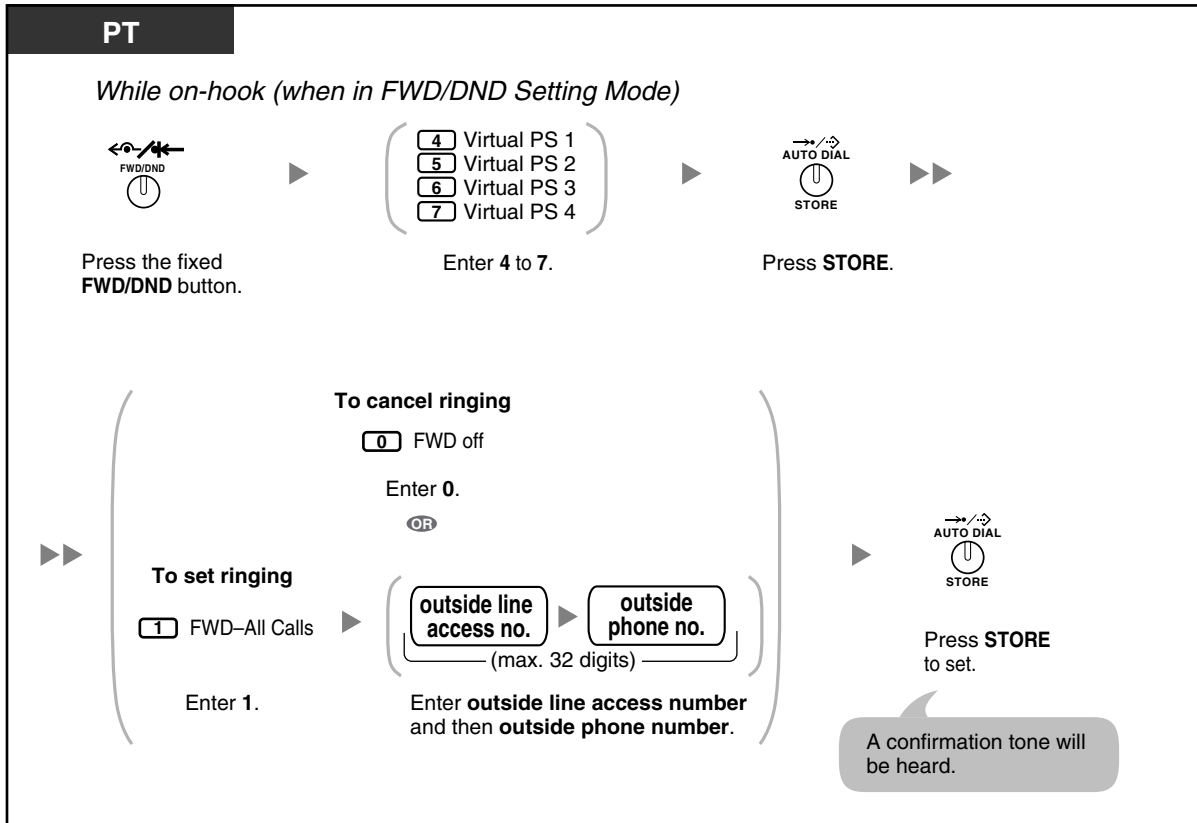 PT
While on-hook (when in FWD/DND Setting Mode)
FWD/DND
4 Virtual PS 1
5 Virtual PS 2
6 Virtual PS 3
7 Virtual PS 4
AUTO DIAL
STORE
Press the fixed
FWD/DND button.
Enter 4 to 7.
Press STORE.
To cancel ringing
0 FWD off
Enter 0.
OR
To set ringing
1 FWD–All Calls
Enter 1.
outside line
access no.
outside
phone no.
(max. 32 digits)
Enter outside line access number
and then outside phone number.
AUTO DIAL
STORE
Press STORE
to set.
A confirmation tone will
be heard.